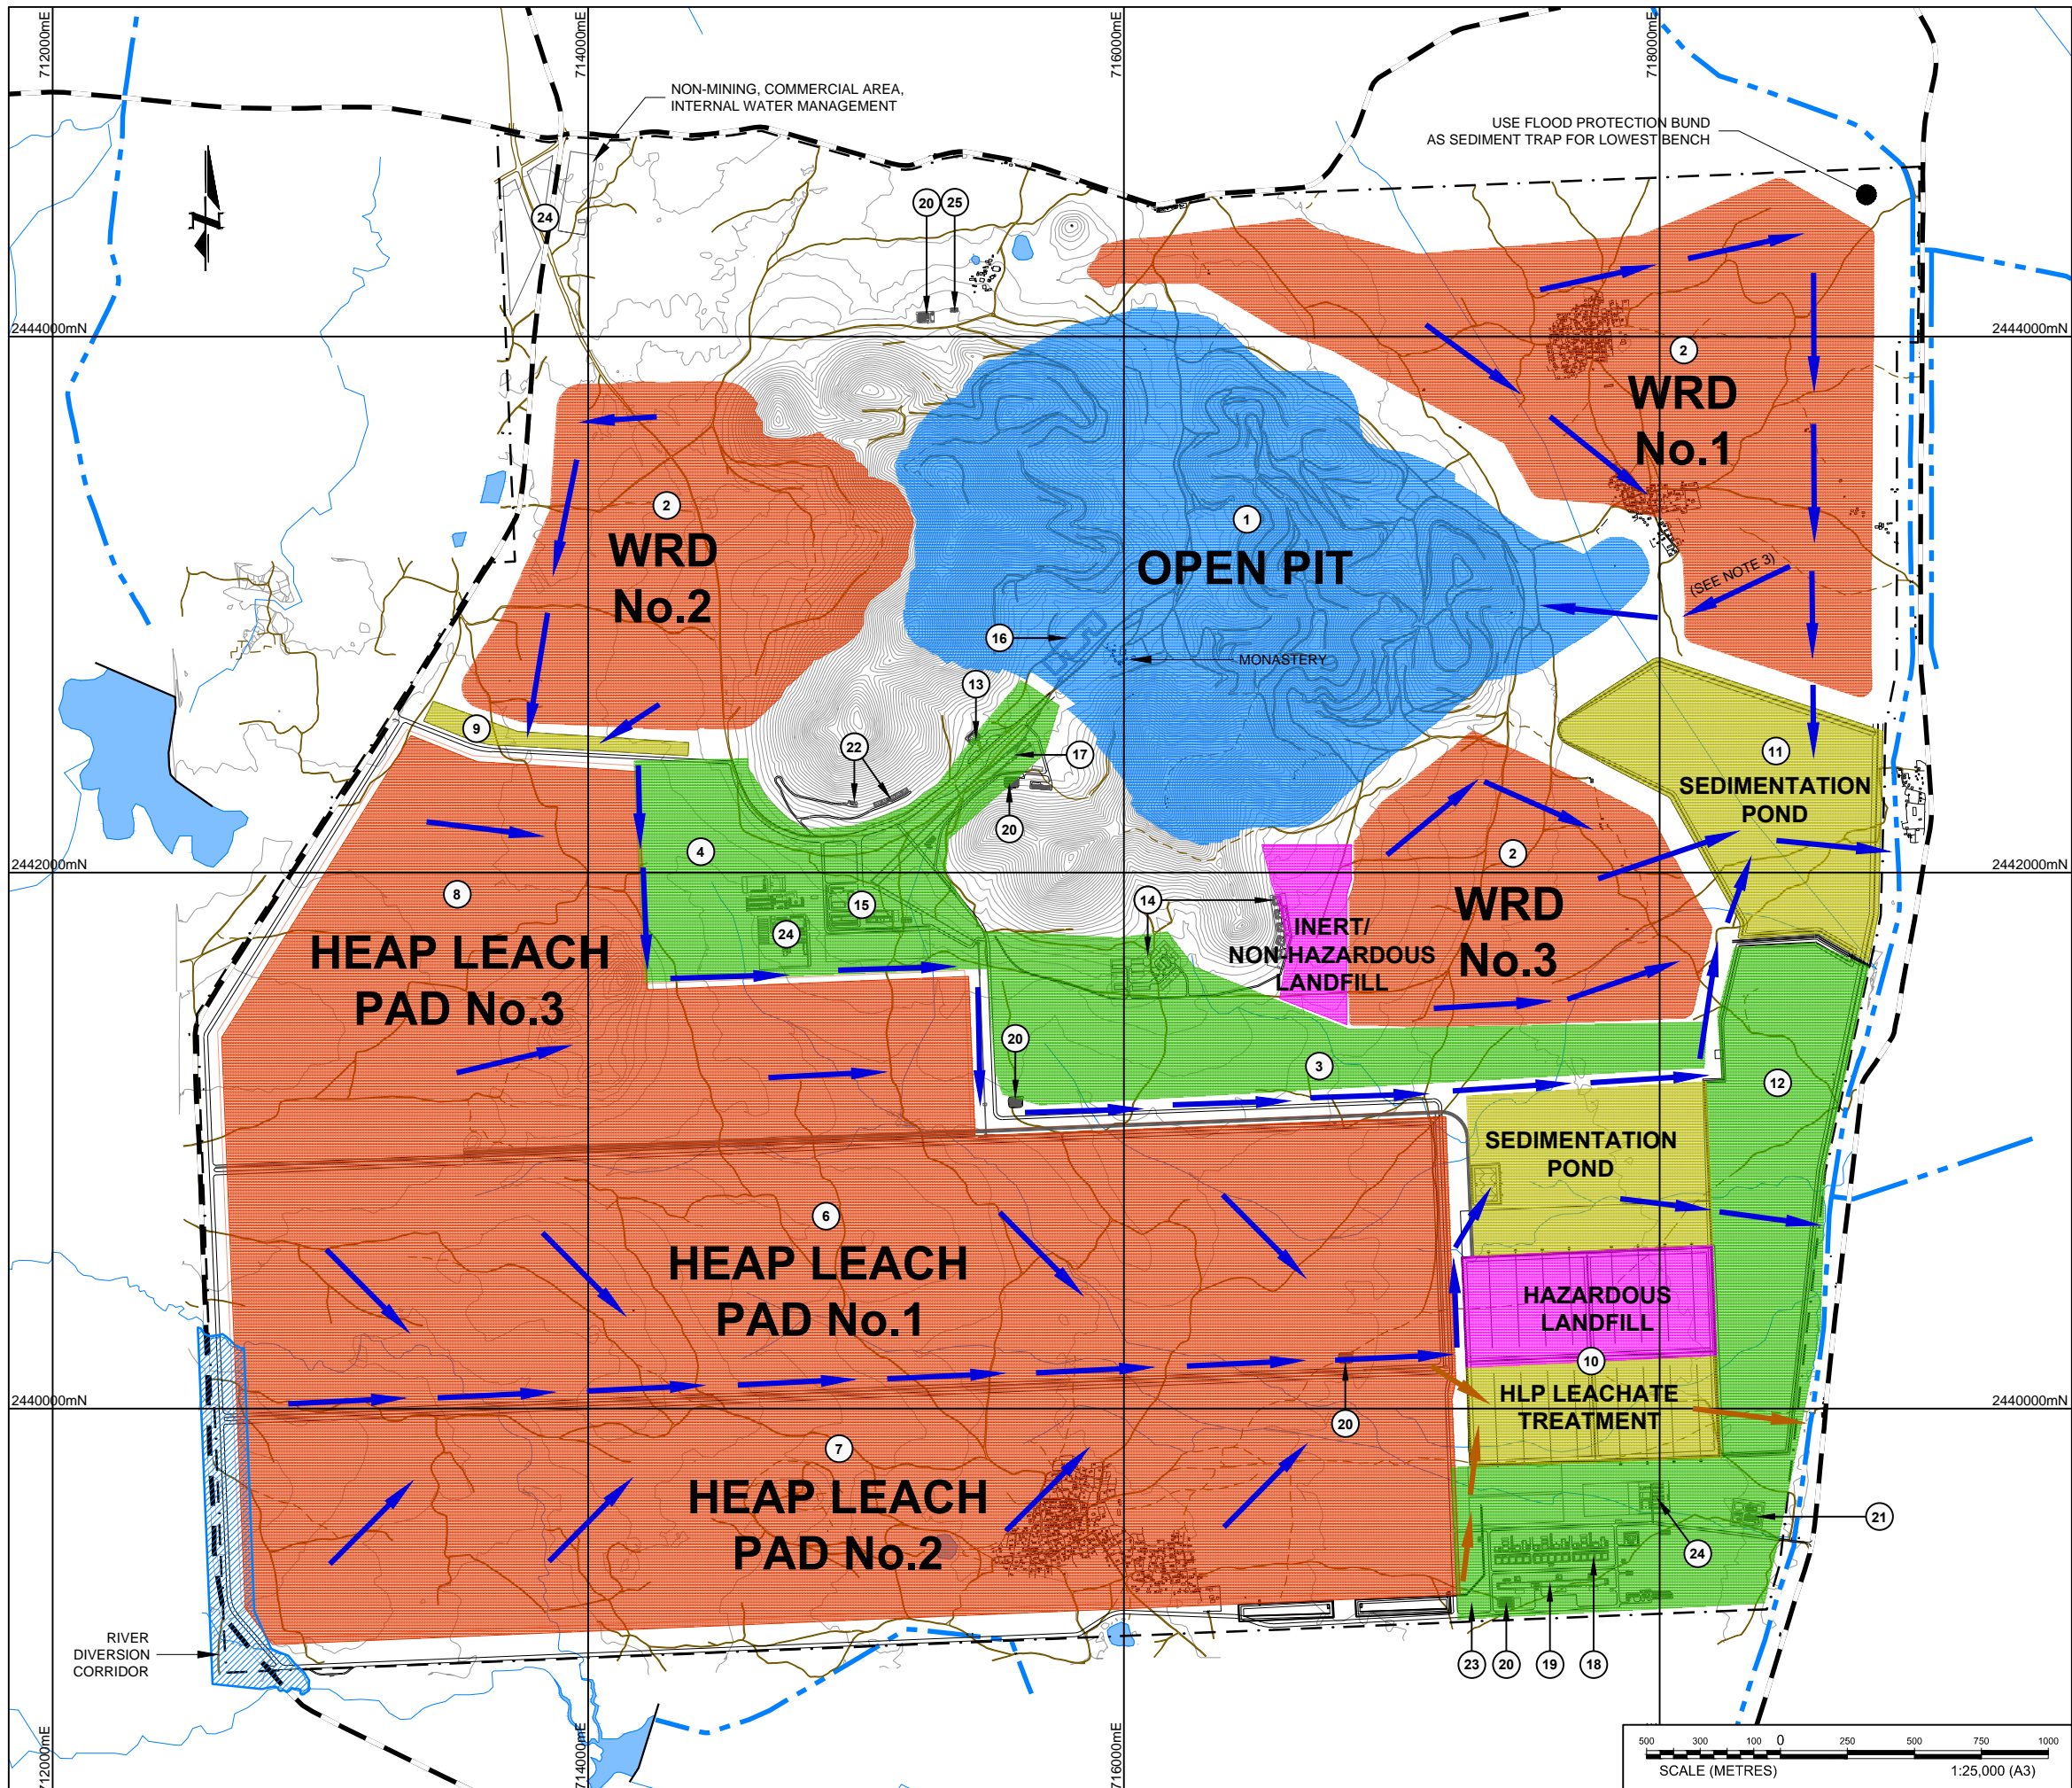 712000mE
714000mE
716000mE
718000mE
NON-MINING, COMMERCIAL AREA,
INTERNAL WATER MANAGEMENT
USE FLOOD PROTECTION BUND
AS SEDIMENT TRAP FOR LOWEST BENCH
N
20
25
24
2444000mN
2444000mN
2
WRD
No.1
2
WRD
No.2
1
OPEN PIT
(SEE NOTE 3)
16
MONASTERY
13
9
22
17
20
11
SEDIMENTATION
POND
4
2
2442000mN
2442000mN
8
15
14
24
WRD
No.3
INERT/
NON-HAZARDOUS
LANDFILL
HEAP LEACH
PAD No.3
20
3
12
SEDIMENTATION
POND
6
HEAP LEACH
PAD No.1
HAZARDOUS
LANDFILL
10
HLP LEACHATE
TREATMENT
2440000mN
2440000mN
20
7
HEAP LEACH
PAD No.2
21
24
RIVER
DIVERSION
CORRIDOR
23
20
19
18
712000mE
714000mE
716000mE
500 300 100 0 250 500 750 1000
SCALE (METRES) 1:25,000 (A3)